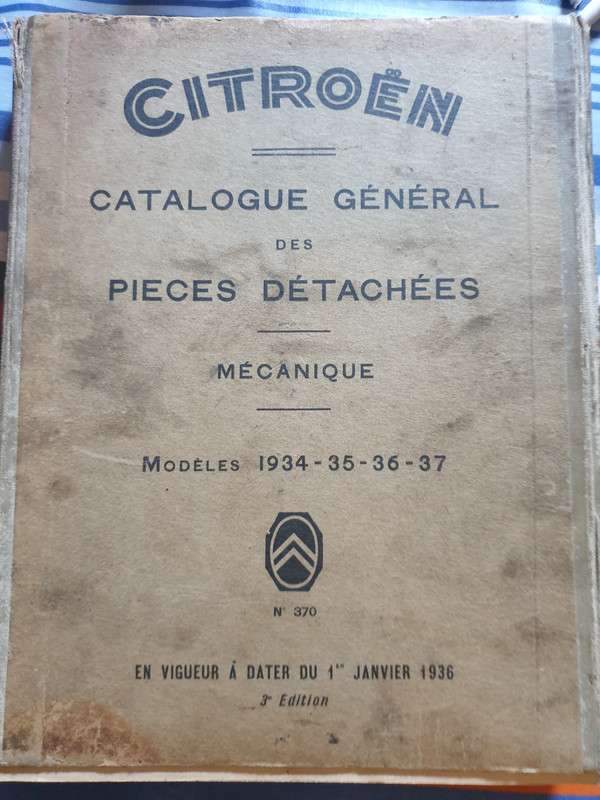 CITROËN
CATALOGUE GÉNÉRAL
DES
PIECES DÉTACHÉES
MÉCANIQUE
MODÈLES 1934-35-36-37
N° 370
EN VIGUEUR À DATER DU 1ER JANVIER 1936
3e Edition